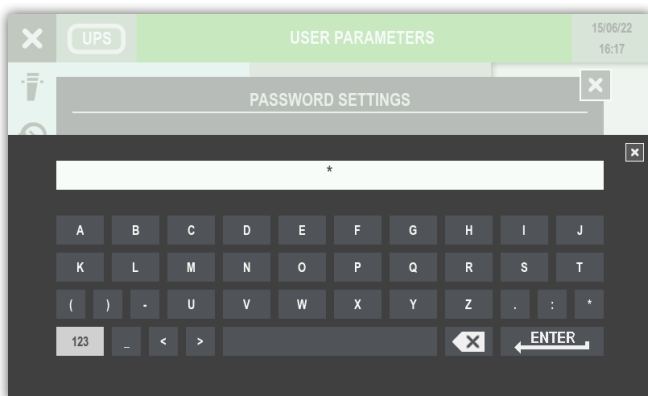 UPS USER PARAMETERS 15/06/22
16:17
PASSWORD SETTINGS
*
A B C D E F G H I J
K L M N O P Q R S T
( ) - U V W X Y Z . : *
123 _ < > ENTER